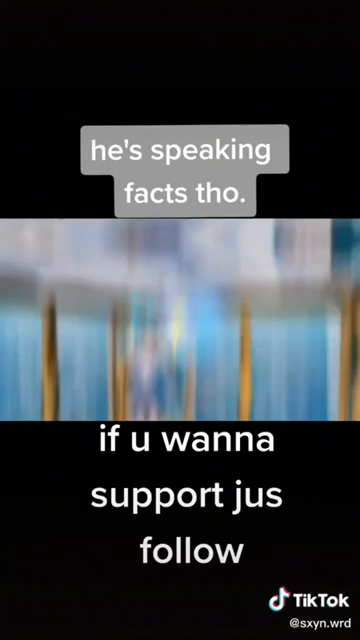 he's speaking
facts tho.
if u wanna
support jus
follow
TikTok
@sxyn.wrd